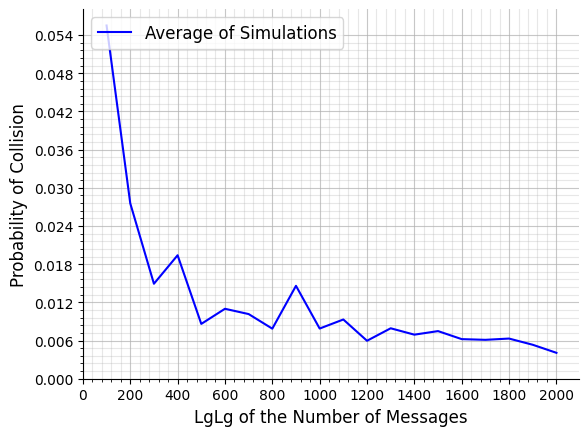 Average of Simulations
Probability of Collision
0.054
0.048
0.042
0.036
0.030
0.024
0.018
0.012
0.006
0.000
0 200 400 600 800 1000 1200 1400 1600 1800 2000
LgLg of the Number of Messages